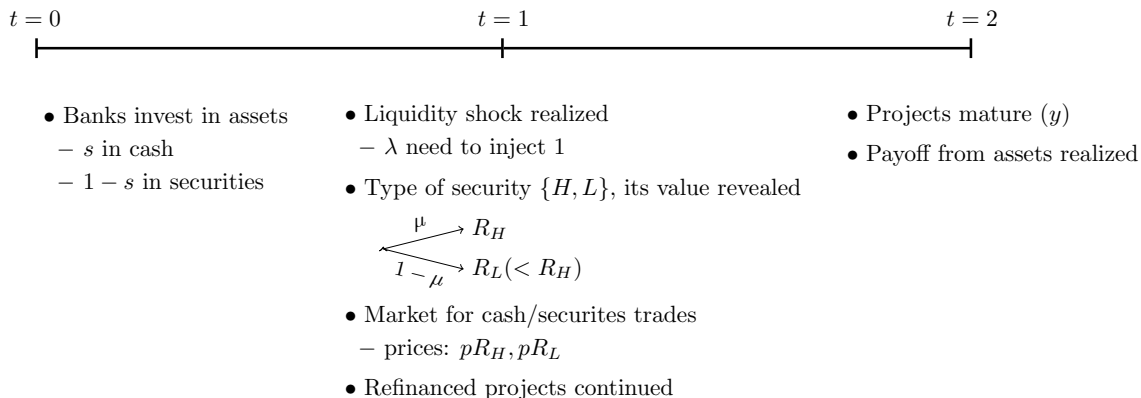 t = 0
t = 1
t = 2
• Banks invest in assets
– s in cash
– 1 − s in securities
• Liquidity shock realized
– λ need to inject 1
• Type of security {H, L}, its value revealed
μ
R_H
1 − μ
R_L(< R_H)
• Market for cash/securites trades
– prices: pR_H, pR_L
• Refinanced projects continued
• Projects mature (y)
• Payoff from assets realized